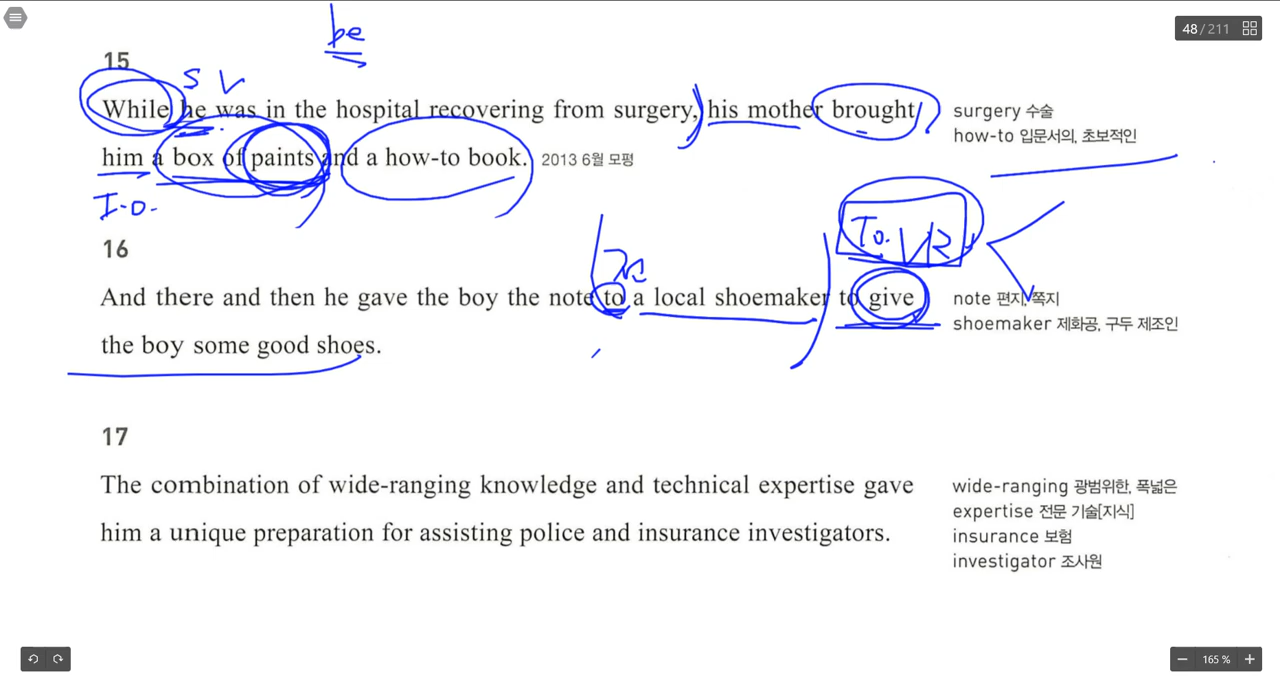 48 / 211
be
15
S V
While he was in the hospital recovering from surgery, his mother brought
surgery 수술
how-to 입문서의, 초보적인
him a box of paints and a how-to book. 2013 6월 모평
I.O.
To. VR
16
전
And there and then he gave the boy the note to a local shoemaker to give
note 편지, 쪽지
shoemaker 제화공, 구두 제조인
the boy some good shoes.
17
The combination of wide-ranging knowledge and technical expertise gave
wide-ranging 광범위한, 폭넓은
expertise 전문 기술[지식]
him a unique preparation for assisting police and insurance investigators.
insurance 보험
investigator 조사원
165 %